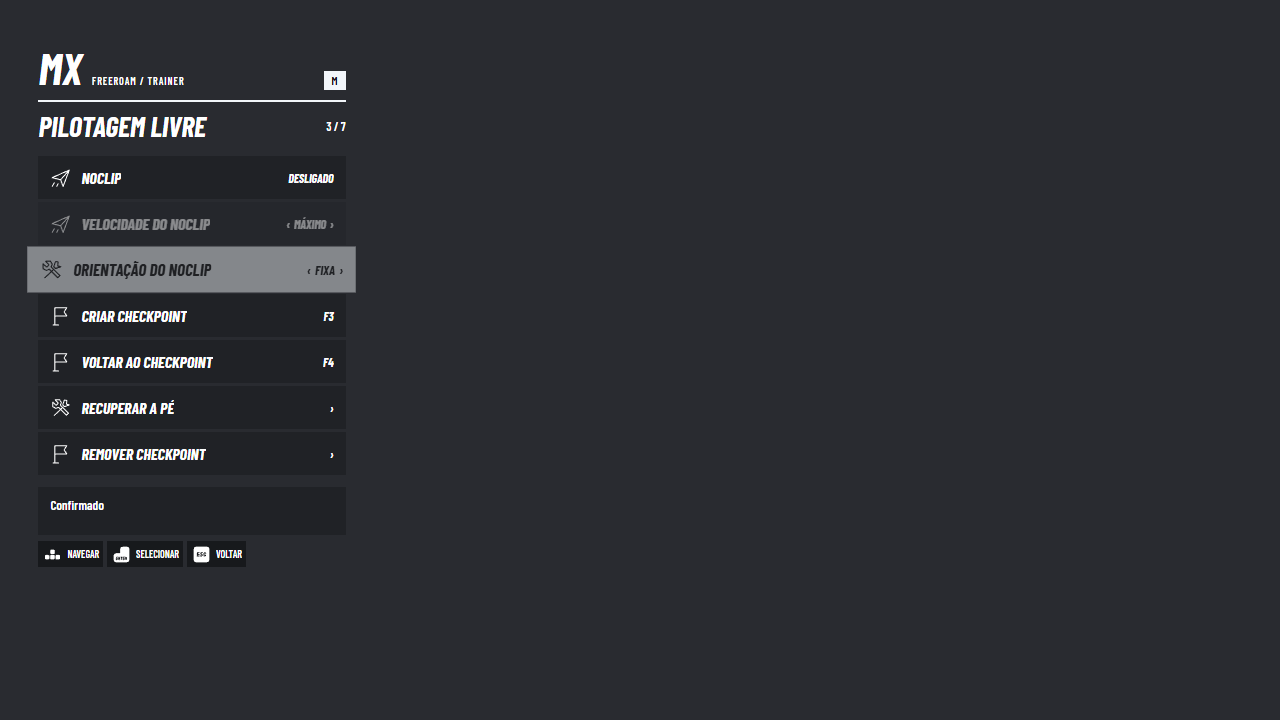 MX FREEROAM / TRAINER M
PILOTAGEM LIVRE 3 / 7
NOCLIP DESLIGADO
VELOCIDADE DO NOCLIP ‹ MÁXIMO ›
ORIENTAÇÃO DO NOCLIP ‹ FIXA ›
CRIAR CHECKPOINT F3
VOLTAR AO CHECKPOINT F4
RECUPERAR A PÉ ›
REMOVER CHECKPOINT ›
Confirmado
NAVEGAR ENTER SELECIONAR ESC VOLTAR